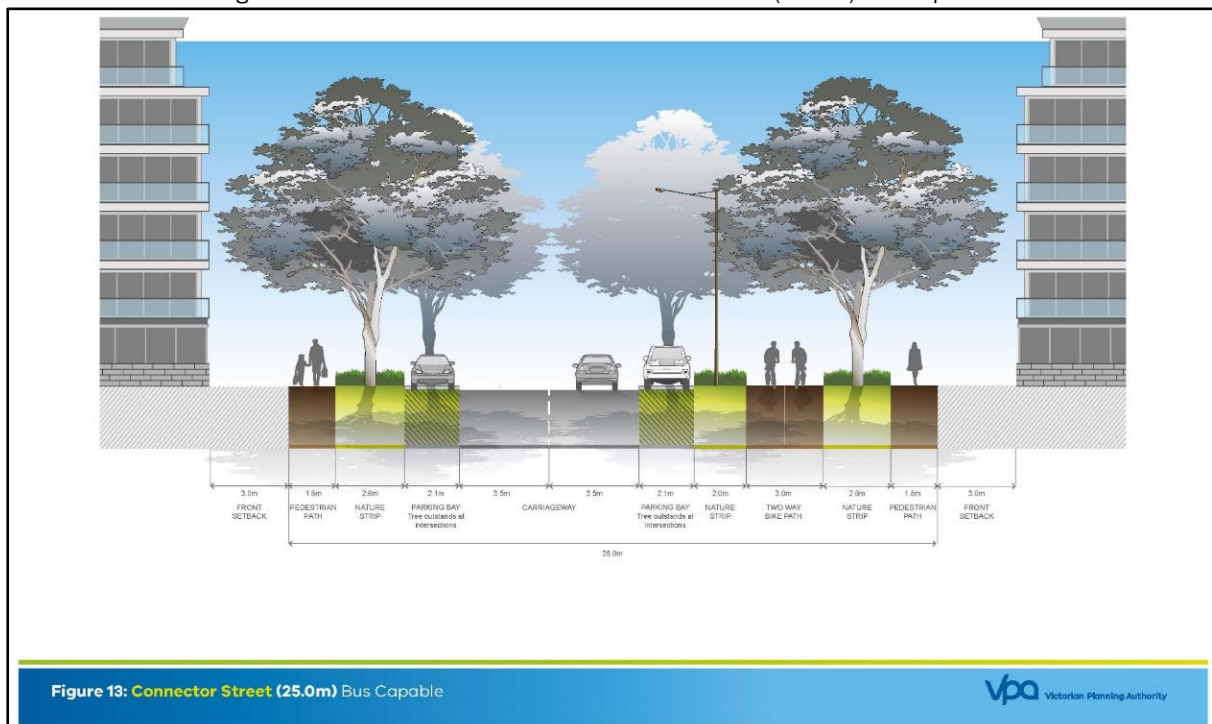 3.0m 1.8m 2.6m 2.1m 3.5m 3.5m 2.1m 2.0m 3.0m 2.6m 1.8m 3.0m
FRONT SETBACK
PEDESTRIAN PATH
NATURE STRIP
PARKING BAY
Tree outstands at intersections
CARRIAGEWAY
PARKING BAY
Tree outstands at intersections
NATURE STRIP
TWO WAY BIKE PATH
NATURE STRIP
PEDESTRIAN PATH
FRONT SETBACK
25.0m
Figure 13: Connector Street (25.0m) Bus Capable
vpa Victorian Planning Authority